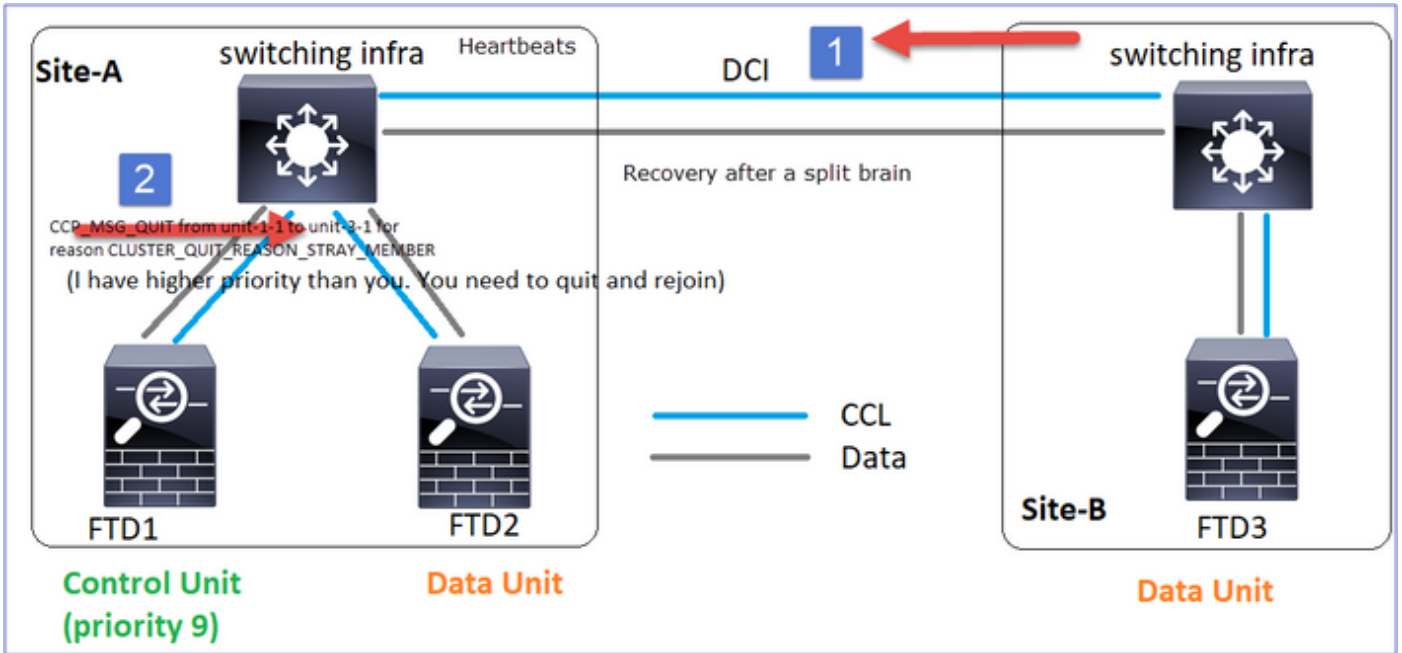 Site-A
switching infra
Heartbeats
DCI
1
switching infra
2
Recovery after a split brain
CCP_MSG_QUIT from unit-1-1 to unit-3-1 for
reason CLUSTER_QUIT_REASON_STRAY_MEMBER
(I have higher priority than you. You need to quit and rejoin)
CCL
Data
FTD1
FTD2
Site-B
FTD3
Control Unit
(priority 9)
Data Unit
Data Unit